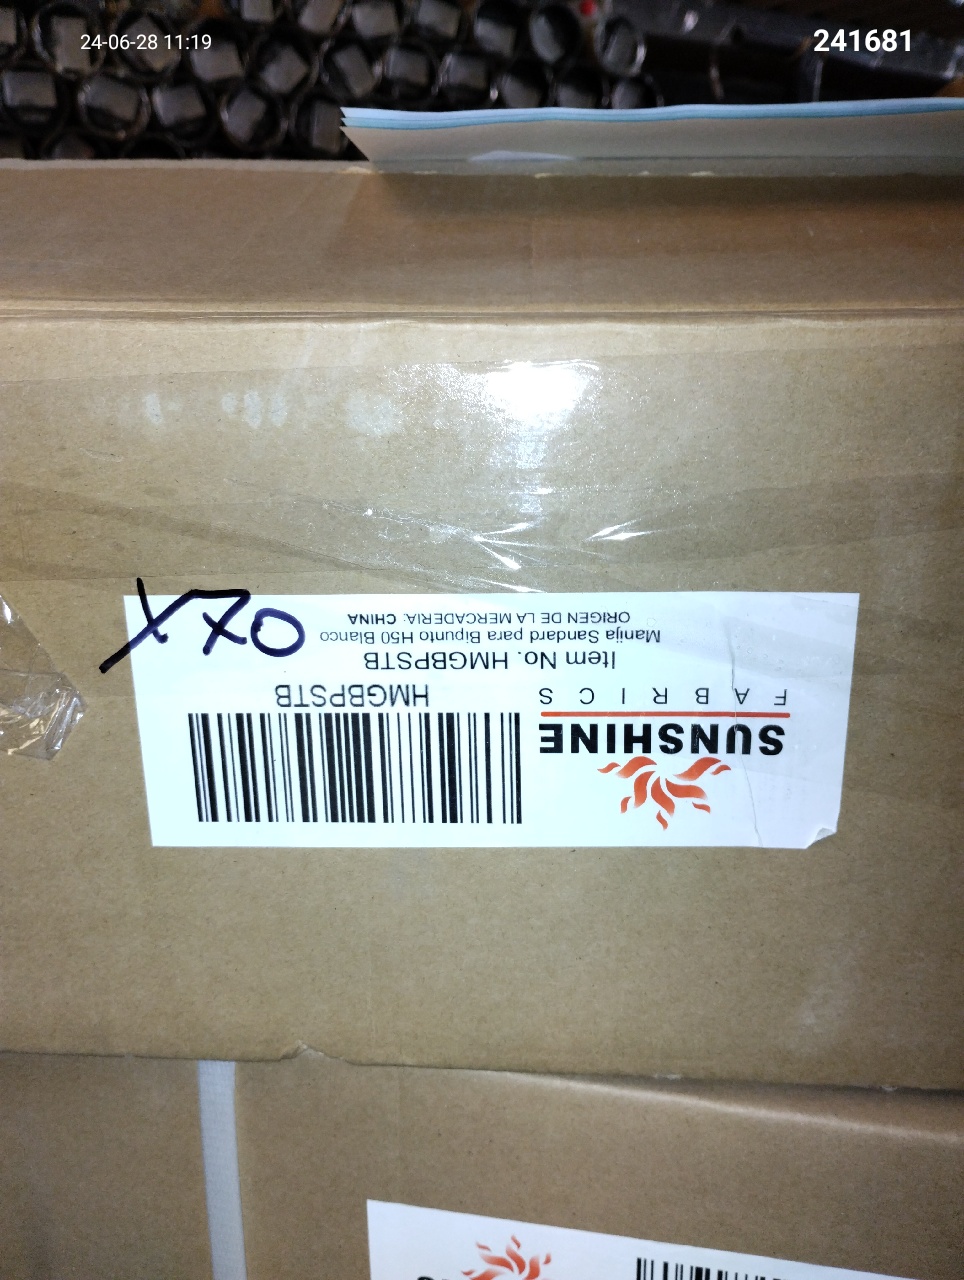 24-06-28 11:19
241681
X70
SUNSHINE
FABRICS
HMGBPSTB
Item No. HMGBPSTB
Manija Sandard para Bipunto H50 Blanco
ORIGEN DE LA MERCADERIA: CHINA